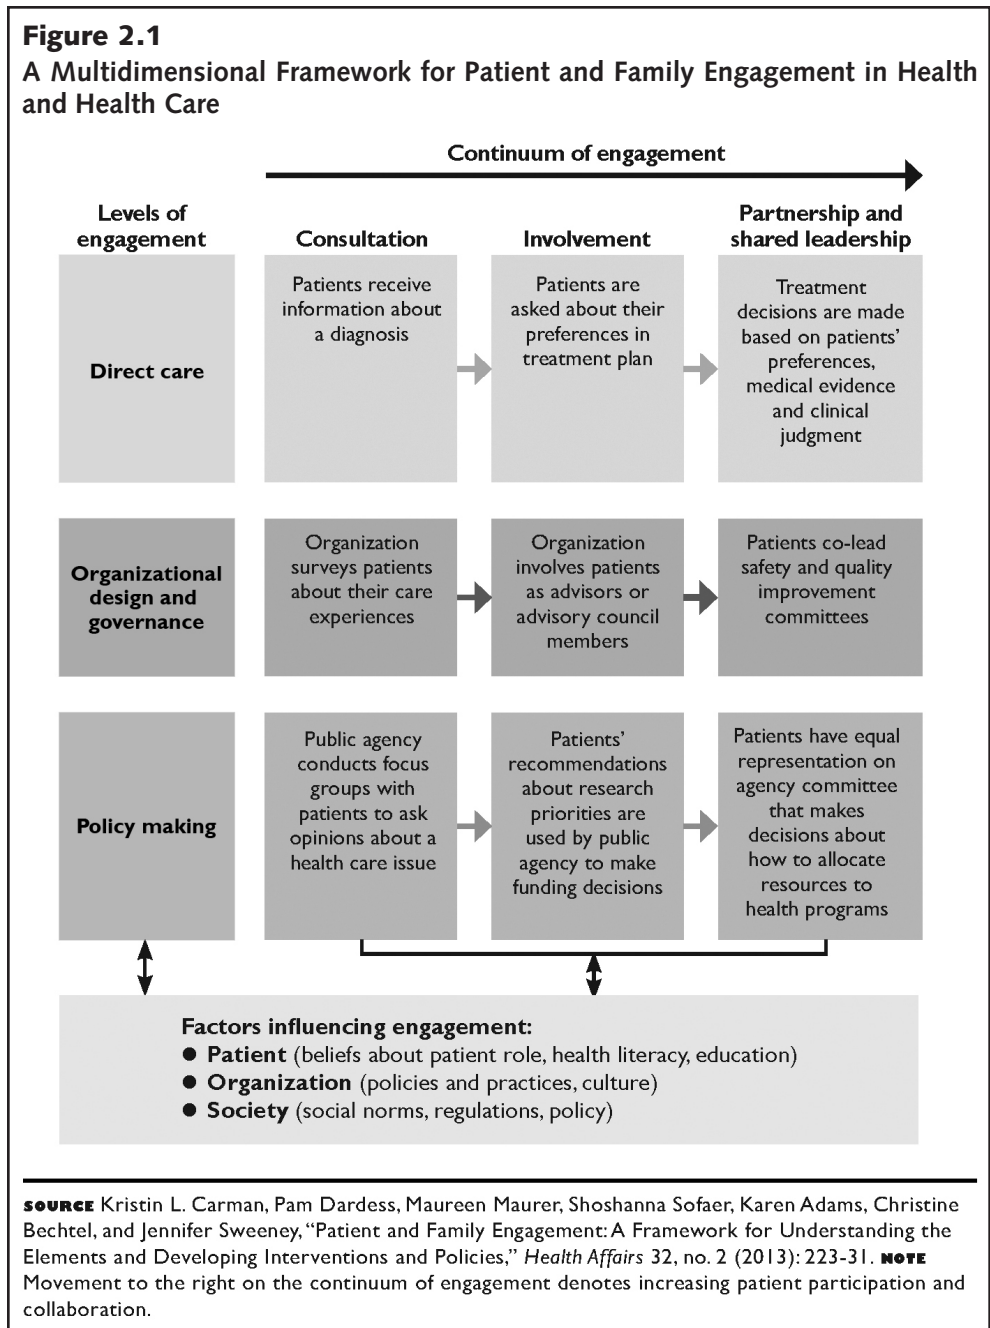 Figure 2.1
A Multidimensional Framework for Patient and Family Engagement in Health
and Health Care
Continuum of engagement
Levels of
engagement
Consultation
Involvement
Partnership and
shared leadership
Direct care
Patients receive
information about
a diagnosis
Patients are
asked about their
preferences in
treatment plan
Treatment
decisions are made
based on patients’
preferences,
medical evidence
and clinical
judgment
Organizational
design and
governance
Organization
surveys patients
about their care
experiences
Organization
involves patients
as advisors or
advisory council
members
Patients co-lead
safety and quality
improvement
committees
Policy making
Public agency
conducts focus
groups with
patients to ask
opinions about a
health care issue
Patients’
recommendations
about research
priorities are
used by public
agency to make
funding decisions
Patients have equal
representation on
agency committee
that makes
decisions about
how to allocate
resources to
health programs
Factors influencing engagement:
● Patient (beliefs about patient role, health literacy, education)
● Organization (policies and practices, culture)
● Society (social norms, regulations, policy)
SOURCE Kristin L. Carman, Pam Dardess, Maureen Maurer, Shoshanna Sofaer, Karen Adams, Christine
Bechtel, and Jennifer Sweeney, “Patient and Family Engagement: A Framework for Understanding the
Elements and Developing Interventions and Policies,” Health Affairs 32, no. 2 (2013): 223-31. NOTE
Movement to the right on the continuum of engagement denotes increasing patient participation and
collaboration.